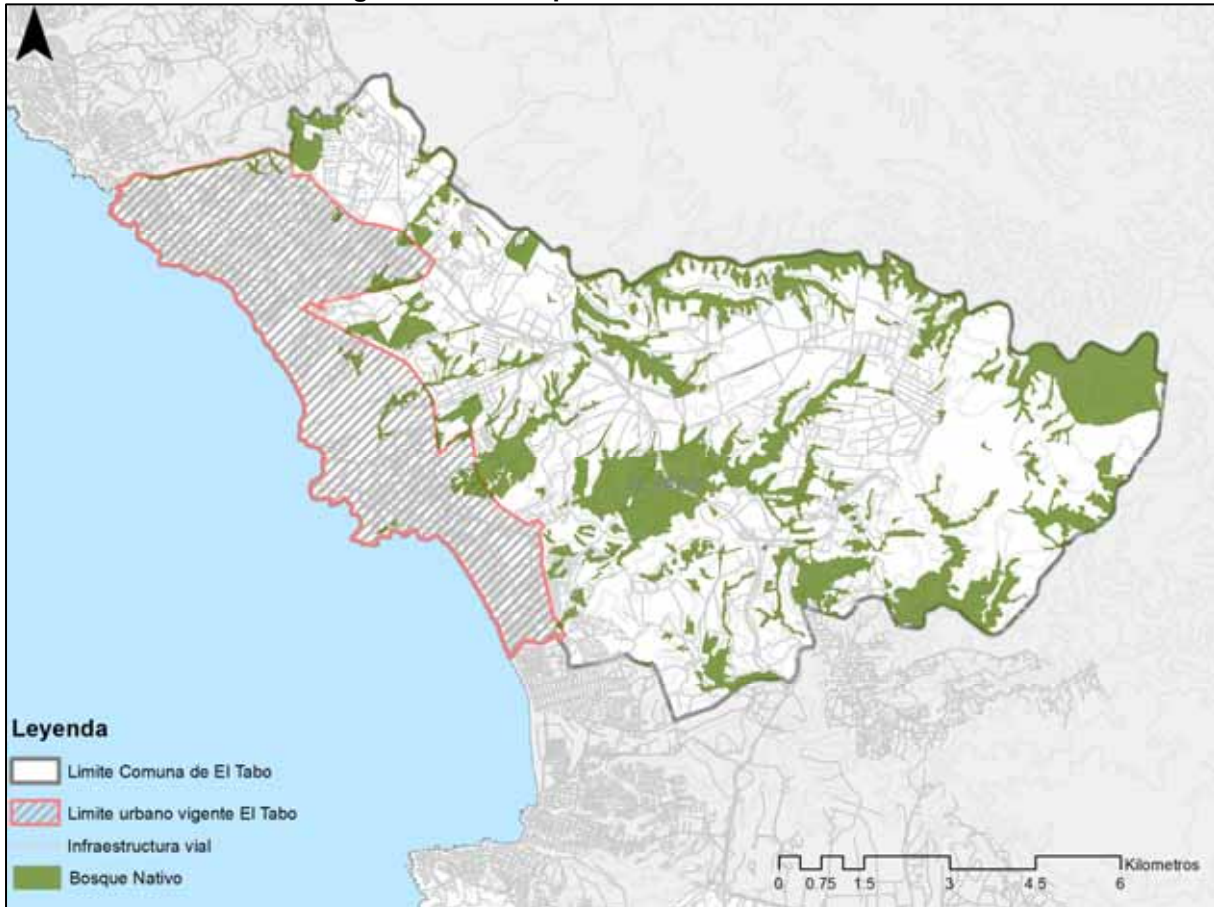 Leyenda
Limite Comuna de El Tabo
Limite urbano vigente El Tabo
Infraestructura vial
Bosque Nativo
Kilometros
0 0.75 1.5 3 4.5 6